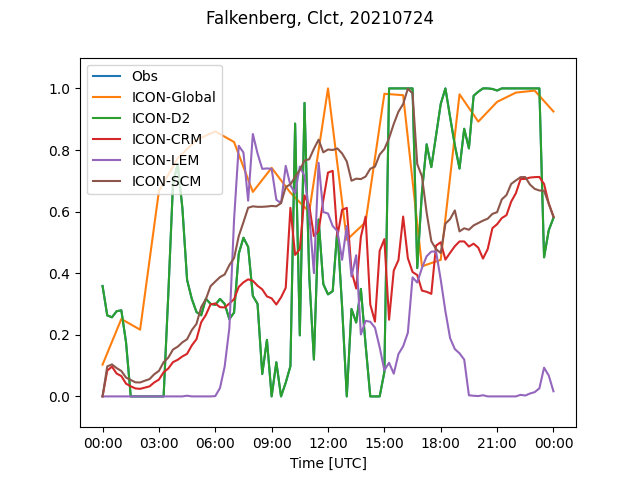 Falkenberg, Clct, 20210724
Obs
ICON-Global
ICON-D2
ICON-CRM
ICON-LEM
ICON-SCM
1.0
0.8
0.6
0.4
0.2
0.0
00:00 03:00 06:00 09:00 12:00 15:00 18:00 21:00 00:00
Time [UTC]